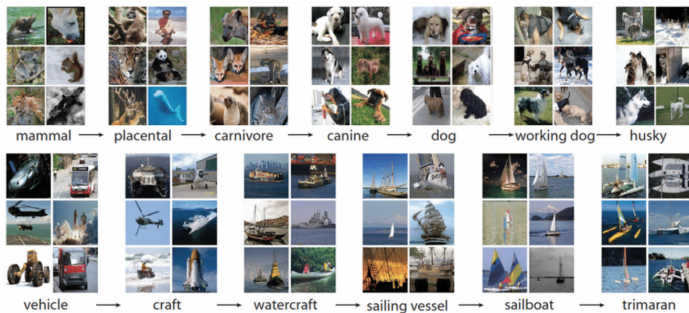 mammal → placental → carnivore → canine → dog → working dog → husky
vehicle → craft → watercraft → sailing vessel → sailboat → trimaran